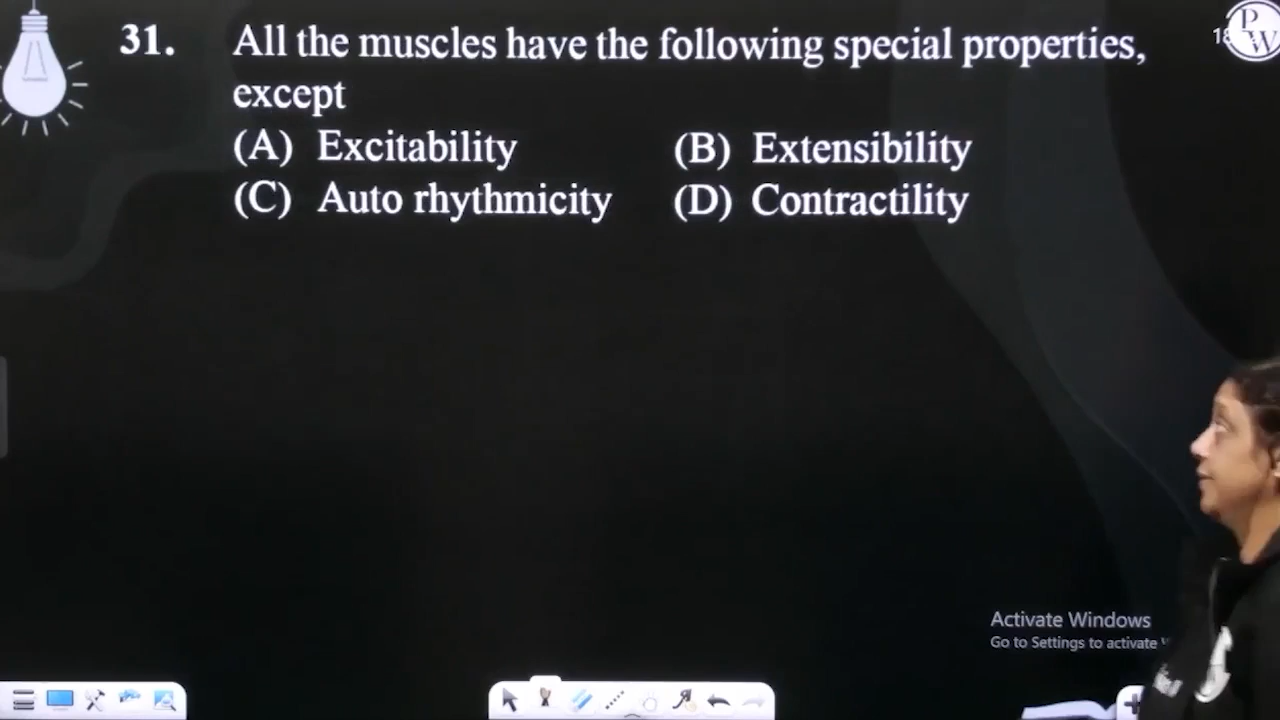 31. All the muscles have the following special properties,
except
(A) Excitability (B) Extensibility
(C) Auto rhythmicity (D) Contractility
P
W
Activate Windows
Go to Settings to activate